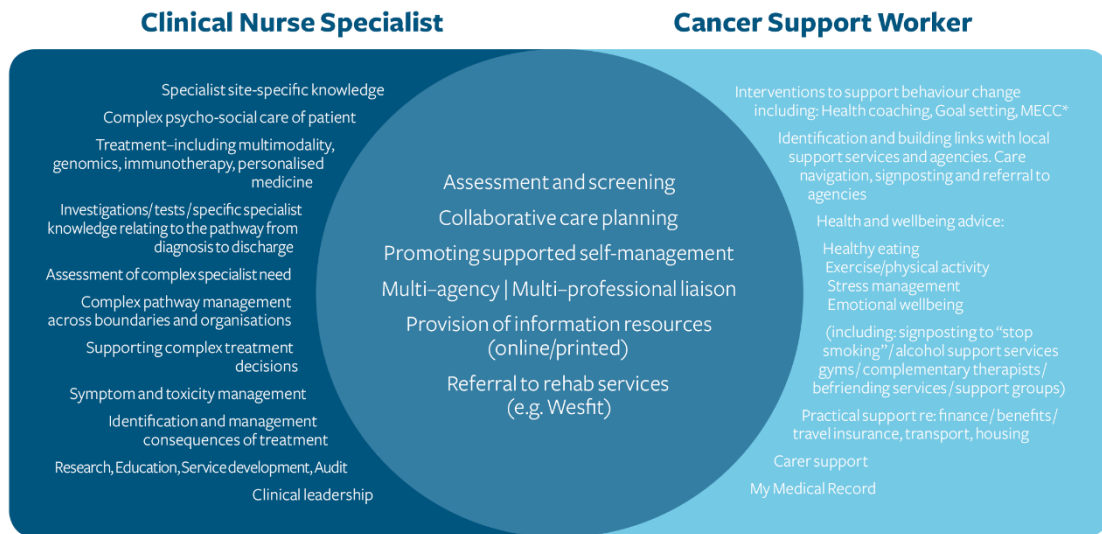 Clinical Nurse Specialist
Cancer Support Worker
Specialist site-specific knowledge
Complex psycho-social care of patient
Treatment–including multimodality,
genomics, immunotherapy, personalised
medicine
Investigations/tests/specific specialist
knowledge relating to the pathway from
diagnosis to discharge
Assessment of complex specialist need
Complex pathway management
across boundaries and organisations
Supporting complex treatment
decisions
Symptom and toxicity management
Identification and management
consequences of treatment
Research, Education, Service development, Audit
Clinical leadership
Assessment and screening
Collaborative care planning
Promoting supported self-management
Multi–agency | Multi–professional liaison
Provision of information resources
(online/printed)
Referral to rehab services
(e.g. Wesfit)
Interventions to support behaviour change
including: Health coaching, Goal setting, MECC*
Identification and building links with local
support services and agencies. Care
navigation, signposting and referral to
agencies
Health and wellbeing advice:
Healthy eating
Exercise/physical activity
Stress management
Emotional wellbeing
(including: signposting to “stop
smoking”/alcohol support services
gyms/complementary therapists/
befriending services/support groups)
Practical support re: finance/benefits/
travel insurance, transport, housing
Carer support
My Medical Record